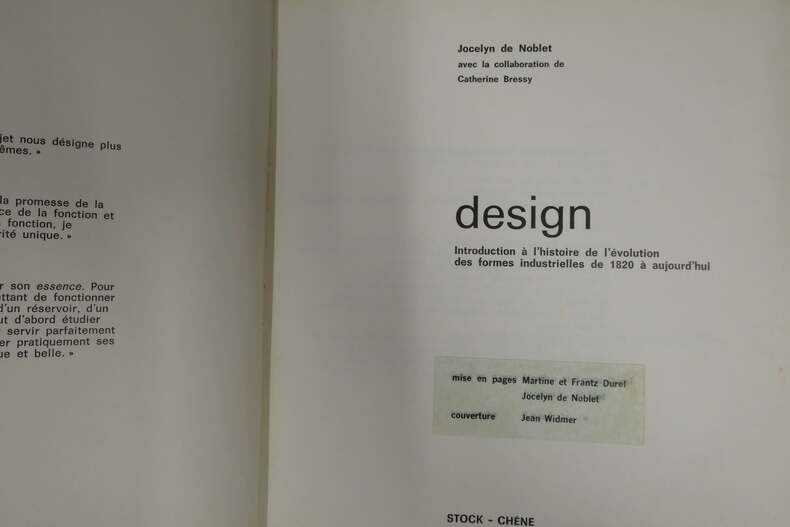 jet nous désigne plus
êmes. »
la promesse de la
ce de la fonction et
fonction, je
rité unique. »
r son essence. Pour
ettant de fonctionner
d'un réservoir, d'un
ut d'abord étudier
servir parfaitement
er pratiquement ses
ue et belle. »
Jocelyn de Noblet
avec la collaboration de
Catherine Bressy
design
Introduction à l'histoire de l'évolution
des formes industrielles de 1820 à aujourd'hui
mise en pages Martine et Frantz Durel
Jocelyn de Noblet
couverture Jean Widmer
STOCK - CHÊNE